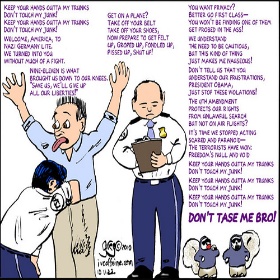 KEEP YOUR HANDS OUTTA MY TRUNKS
DON'T TOUCH MY JUNK!
KEEP YOUR HANDS OUTTA MY TRUNKS
DON'T TOUCH MY JUNK!
WELCOME, AMERICA, TO
NAZI GERMANY LITE.
WE TURNED INTO YOU
WITHOUT MUCH OF A FIGHT.
NINE-ELEVEN IS WHAT
BROUGHT US DOWN TO OUR KNEES.
"SAVE US, WE'LL GIVE UP
ALL OUR LIBERTIES!"
GET ON A PLANE?
TAKE OFF YOUR BELT
TAKE OFF YOUR SHOES,
NOW PREPARE TO GET FELT
UP, GROPED UP, FONDLED UP,
PISSED UP, SHUT UP!
YOU WANT PRIVACY?
BETTER GO FIRST CLASS—
YOU WON'T BE FINDING ONE OF THEM
GET PROBED IN THE ASS!
WE UNDERSTAND
THE NEED TO BE CAUTIOUS;
BUT THIS KIND OF THING
JUST MAKES ME NAUSEOUS!
DON'T TELL US THAT YOU
UNDERSTAND OUR FRUSTRATIONS,
PRESIDENT OBAMA,
JUST STOP THESE VIOLATIONS!
THE 4TH AMENDMENT
PROTECTS OUR RIGHTS
FROM UNLAWFUL SEARCH
BUT NOT ON AIR FLIGHTS?
IT'S TIME WE STOPPED ACTING
SCARED AND PARANOID—
THE TERRORISTS HAVE WON:
FREEDOM'S NULL AND VOID
KEEP YOUR HANDS OUTTA MY TRUNKS
DON'T TOUCH MY JUNK!
KEEP YOUR HANDS OUTTA MY TRUNKS
DON'T TOUCH MY JUNK!
DON'T TASE ME BRO!
©2010
11-22